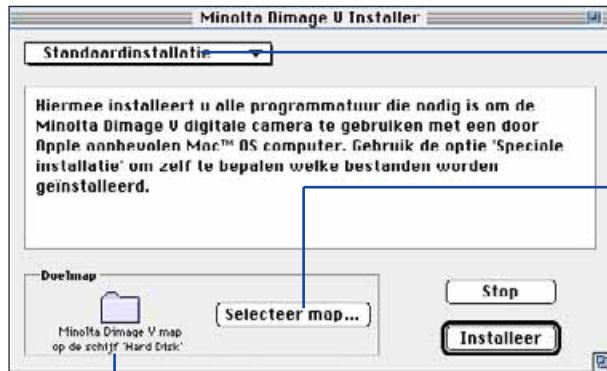 Minolta Dimage V Installer
Standaardinstallatie
Hiermee installeert u alle programmatuur die nodig is om de
Minolta Dimage V digitale camera te gebruiken met een door
Apple aanbevolen Mac™ OS computer. Gebruik de optie 'Speciale
installatie' om zelf te bepalen welke bestanden worden
geïnstalleerd.
Doelmap
Minolta Dimage V map
op de schijf 'Hard Disk'
Selecteer map...
Stop
Installeer